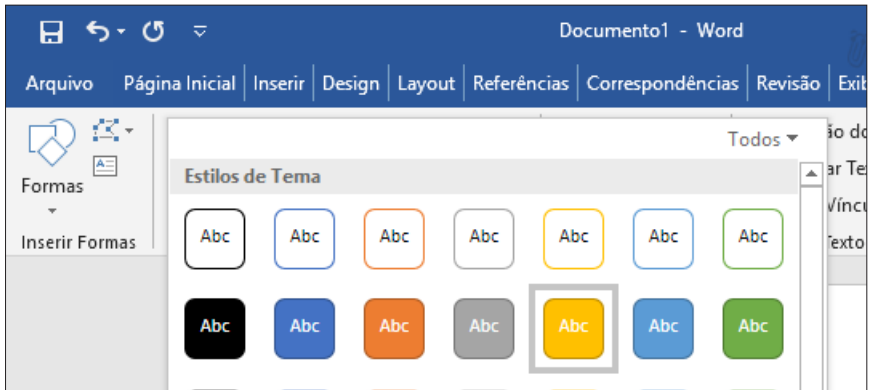 Documento1 - Word
Arquivo Página Inicial Inserir Design Layout Referências Correspondências Revisão
Todos
Formas
Estilos de Tema
Abc Abc Abc Abc Abc Abc Abc
Inserir Formas
Abc Abc Abc Abc Abc Abc Abc